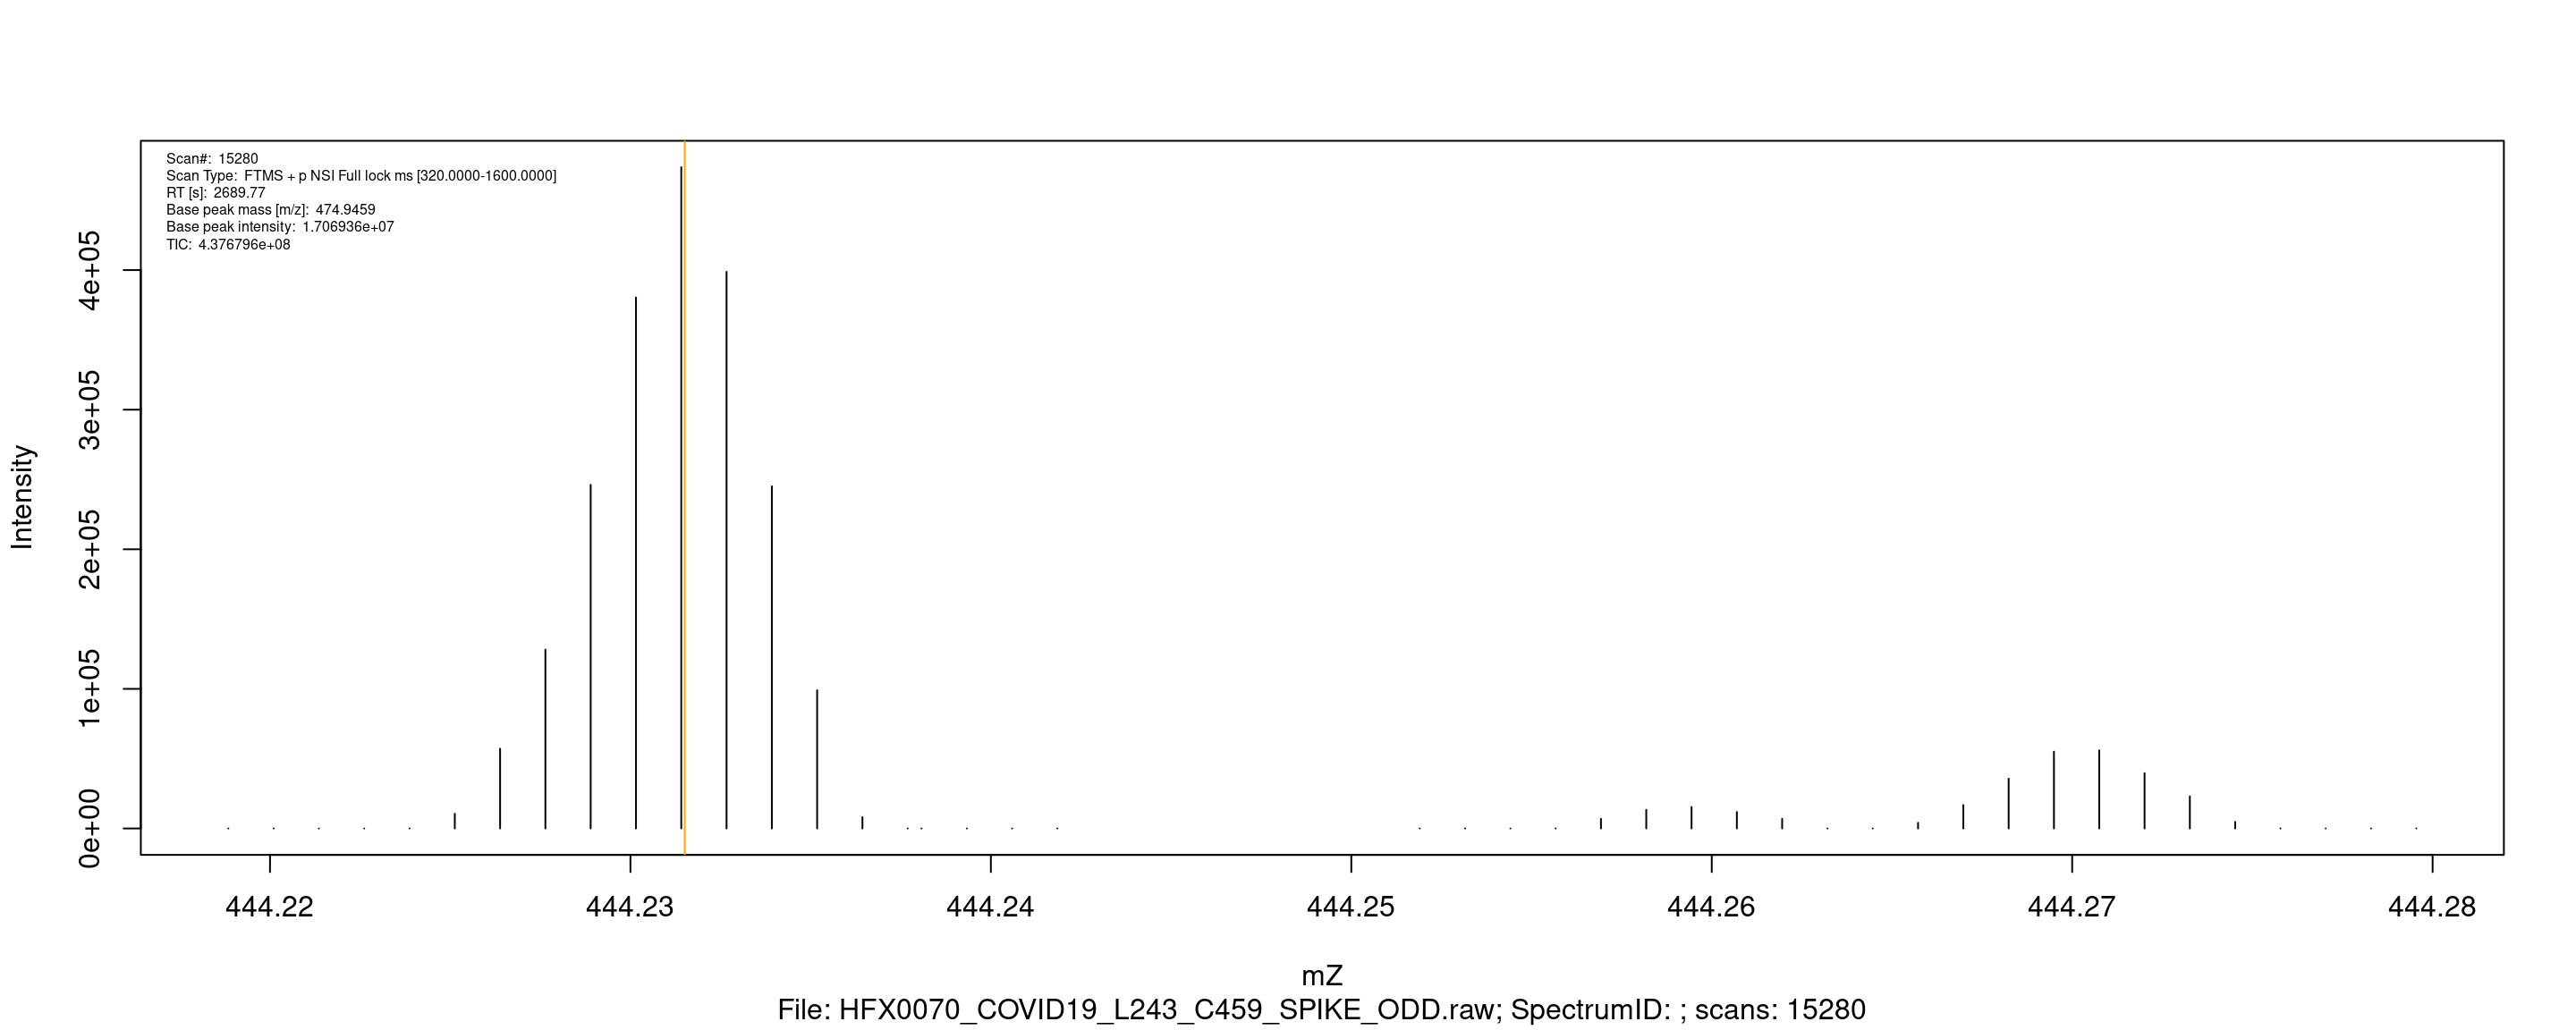 Scan#: 15280
Scan Type: FTMS + p NSI Full lock ms [320.0000-1600.0000]
RT [s]: 2689.77
Base peak mass [m/z]: 474.9459
Base peak intensity: 1.706936e+07
TIC: 4.376796e+08
Intensity
4e+05
3e+05
2e+05
1e+05
0e+00
444.22 444.23 444.24 444.25 444.26 444.27 444.28
mZ
File: HFX0070_COVID19_L243_C459_SPIKE_ODD.raw; SpectrumID: ; scans: 15280